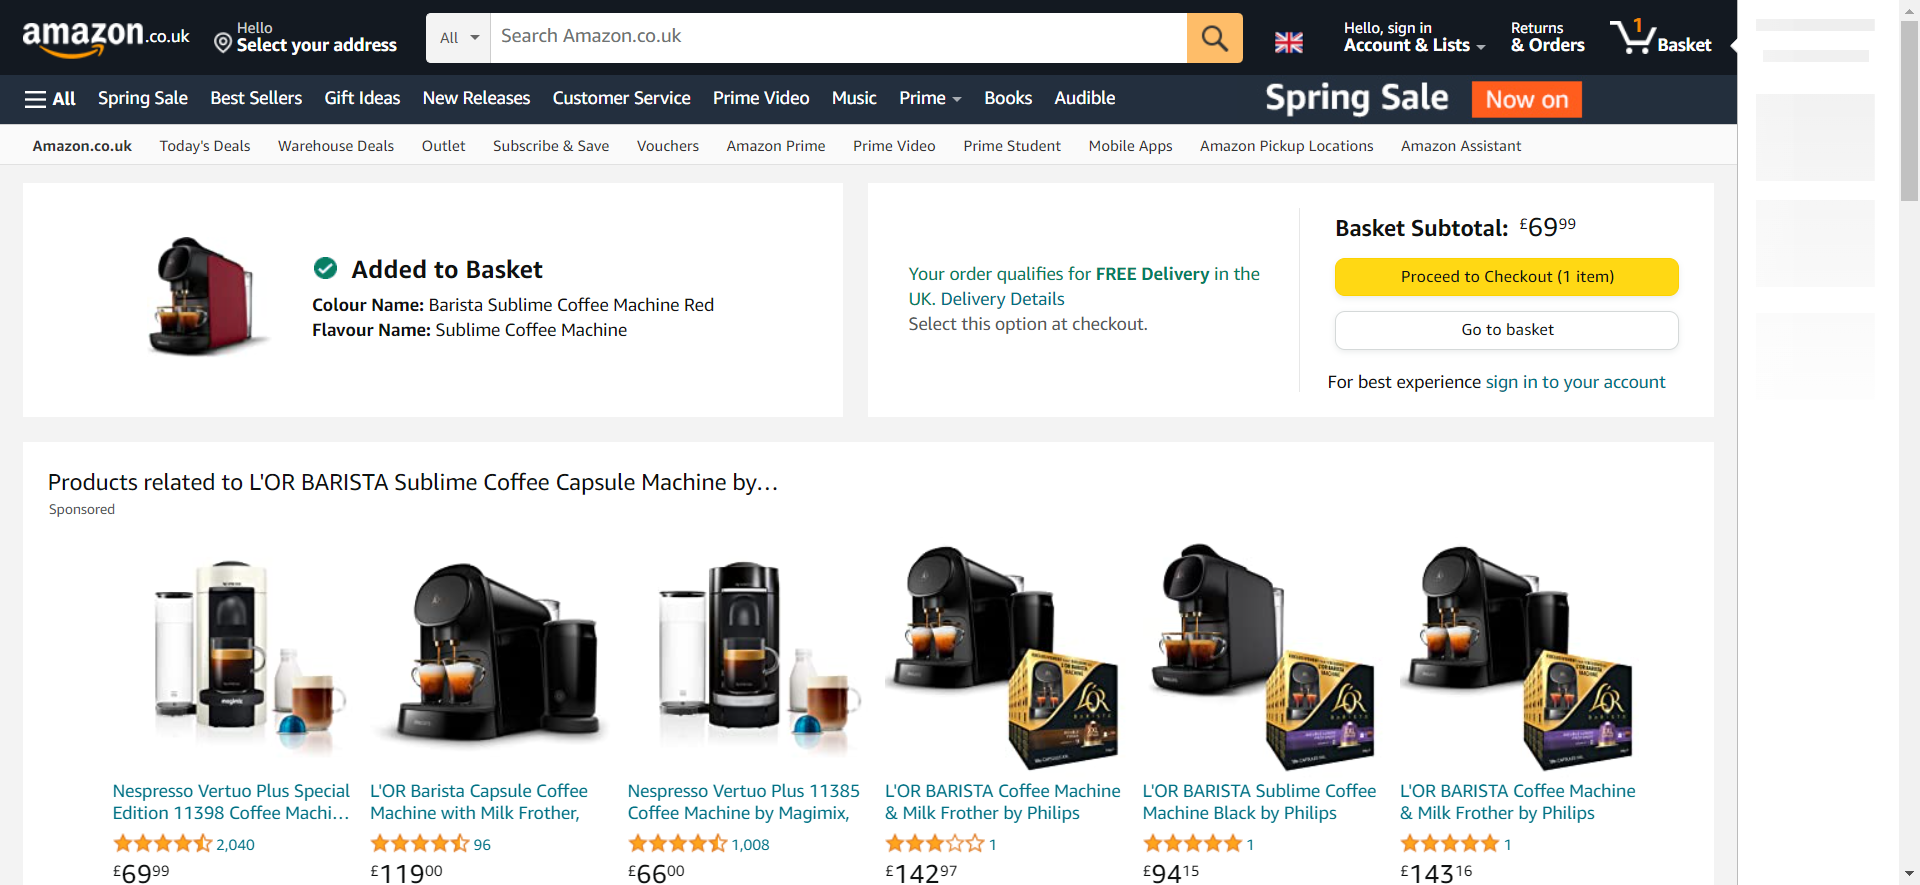 amazon.co.uk
Hello
Select your address
All
Search Amazon.co.uk
Hello, sign in
Account & Lists
Returns
& Orders
1
Basket
All
Spring Sale
Best Sellers
Gift Ideas
New Releases
Customer Service
Prime Video
Music
Prime
Books
Audible
Spring Sale Now on
Amazon.co.uk
Today's Deals
Warehouse Deals
Outlet
Subscribe & Save
Vouchers
Amazon Prime
Prime Video
Prime Student
Mobile Apps
Amazon Pickup Locations
Amazon Assistant
Added to Basket
Colour Name: Barista Sublime Coffee Machine Red
Flavour Name: Sublime Coffee Machine
Your order qualifies for FREE Delivery in the
UK. Delivery Details
Select this option at checkout.
Basket Subtotal: £69.99
Proceed to Checkout (1 item)
Go to basket
For best experience sign in to your account
Products related to L'OR BARISTA Sublime Coffee Capsule Machine by…
Sponsored
Nespresso Vertuo Plus Special
Edition 11398 Coffee Machi…
2,040
£69.99
L'OR Barista Capsule Coffee
Machine with Milk Frother,
96
£119.00
Nespresso Vertuo Plus 11385
Coffee Machine by Magimix,
1,008
£66.00
L'OR BARISTA Coffee Machine
& Milk Frother by Philips
1
£142.97
L'OR BARISTA Sublime Coffee
Machine Black by Philips
1
£94.15
L'OR BARISTA Coffee Machine
& Milk Frother by Philips
1
£143.16